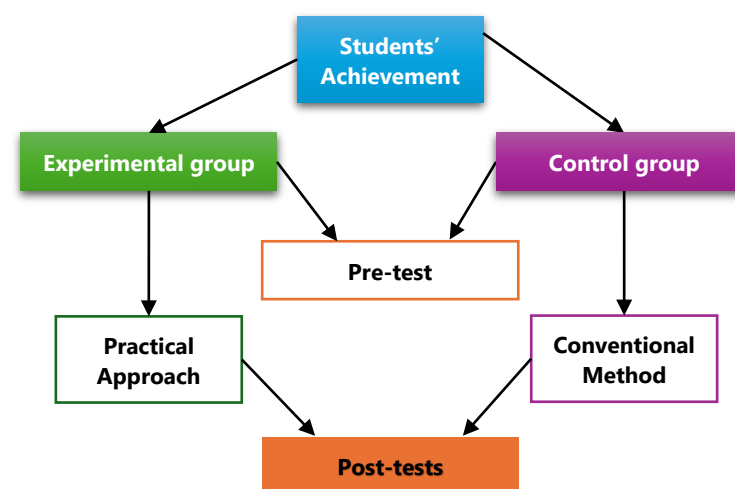 Students’
Achievement
Experimental group
Control group
Pre-test
Practical
Approach
Conventional
Method
Post-tests